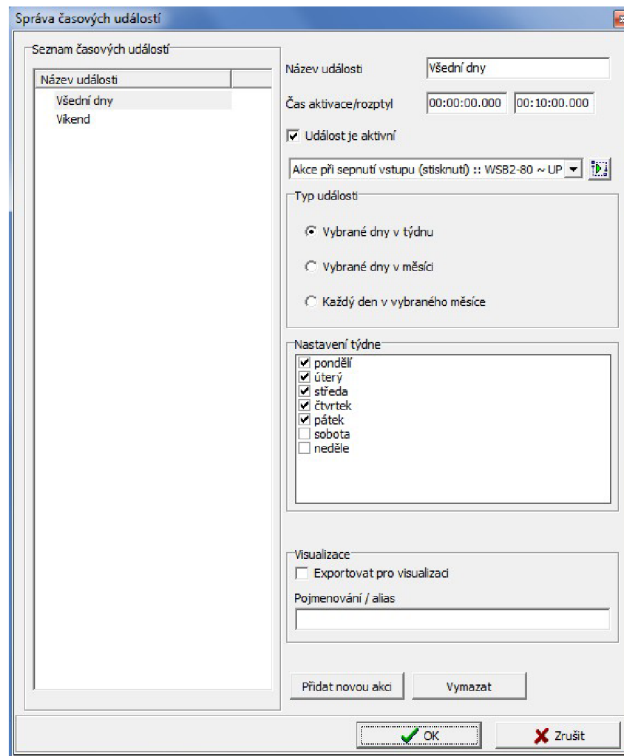 Správa časových událostí
Seznam časových událostí
Název události
Všední dny
Víkend
Název události
Všední dny
Čas aktivace/rozptyl
00:00:00.000
00:10:00.000
Událost je aktivní
Akce při sepnutí vstupu (stisknutí) :: WSB2-80 ~ UP
Typ události
Vybrané dny v týdnu
Vybrané dny v měsíci
Každý den v vybraného měsíce
Nastavení týdne
pondělí
úterý
středa
čtvrtek
pátek
sobota
neděle
Visualizace
Exportovat pro visualizaci
Pojmenování / alias
Přidat novou akci
Vymazat
OK
Zrušit